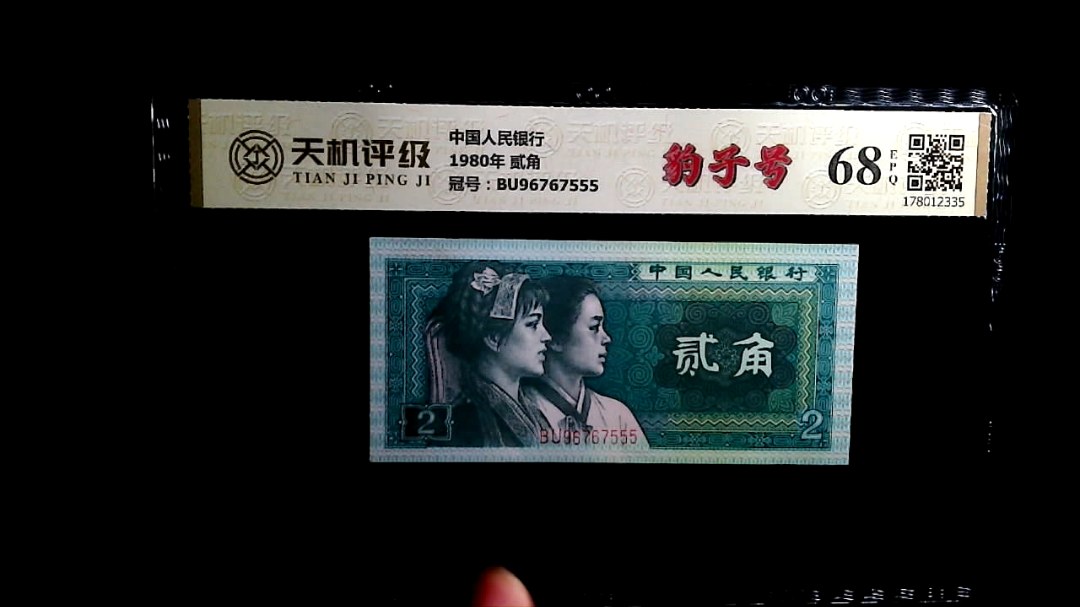 天机评级
TIAN JI PING JI
中国人民银行
1980年 贰角
冠号：BU96767555
豹子号
68
EPQ
178012335
中国人民银行
贰角
2
2
BU96767555